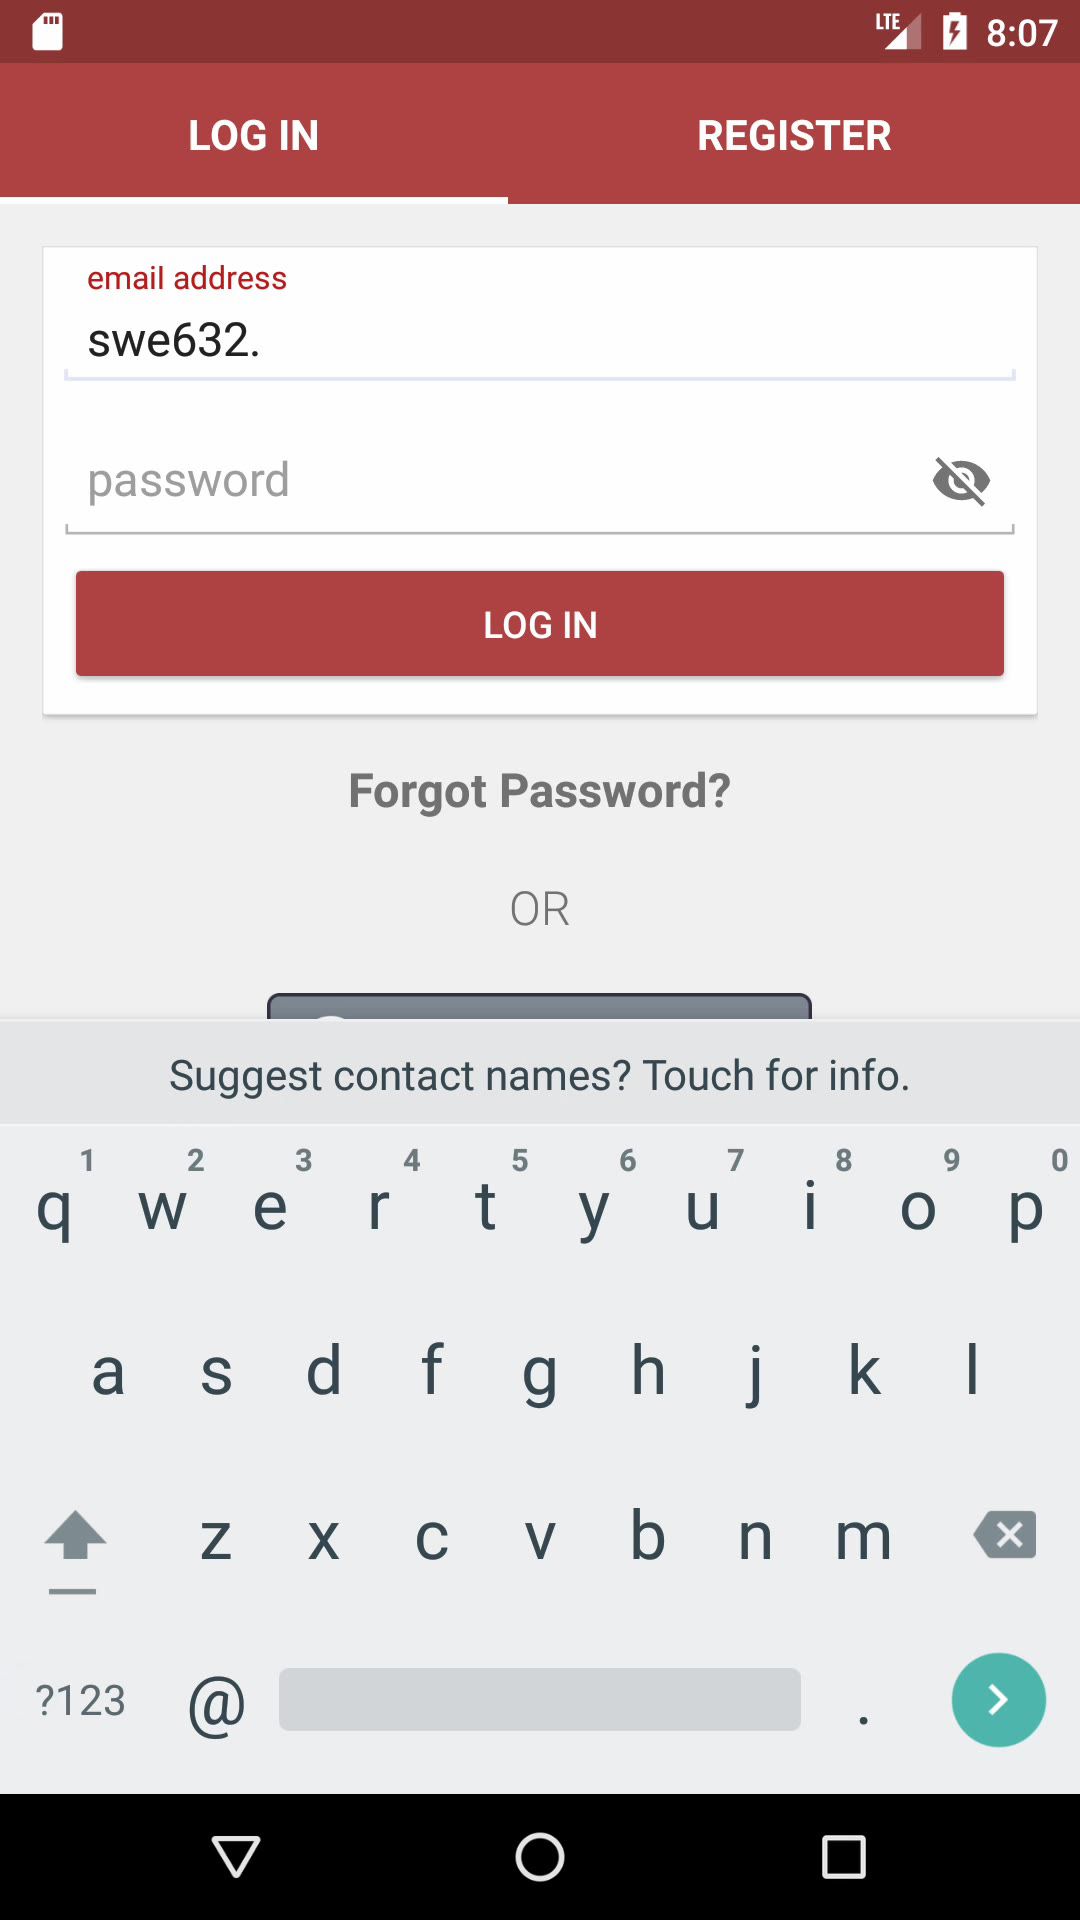 LTE 8:07
LOG IN REGISTER
email address
swe632.
password
LOG IN
Forgot Password?
OR
Suggest contact names? Touch for info.
1 2 3 4 5 6 7 8 9 0
q w e r t y u i o p
a s d f g h j k l
z x c v b n m
?123 @ .